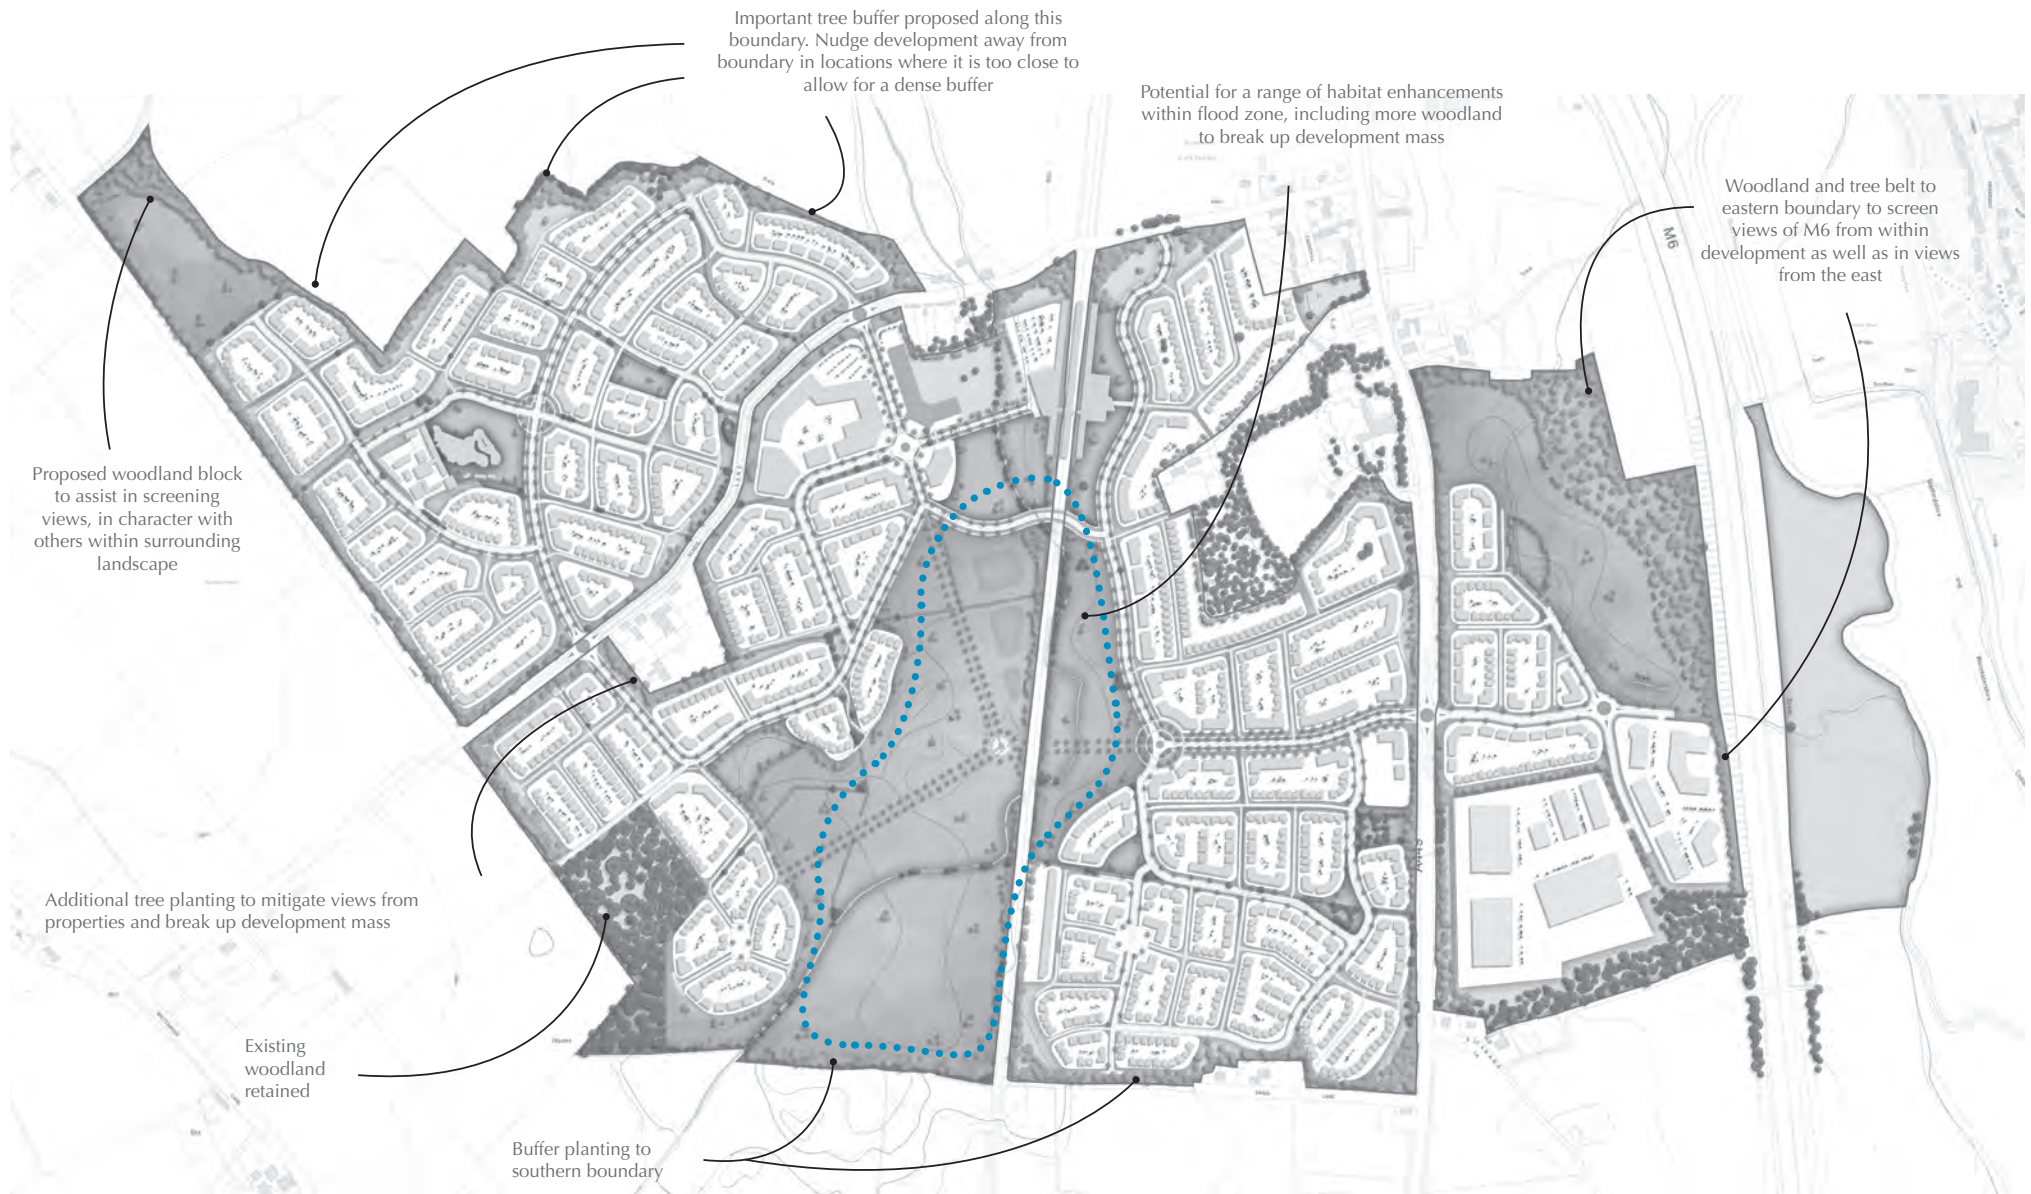 Important tree buffer proposed along this
boundary. Nudge development away from
boundary in locations where it is too close to
allow for a dense buffer
Potential for a range of habitat enhancements
within flood zone, including more woodland
to break up development mass
Woodland and tree belt to
eastern boundary to screen
views of M6 from within
development as well as in views
from the east
M6
Proposed woodland block
to assist in screening
views, in character with
others within surrounding
landscape
Additional tree planting to mitigate views from
properties and break up development mass
A449
Existing
woodland
retained
Buffer planting to
southern boundary
LANE